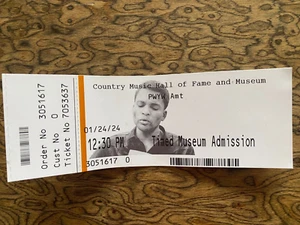 Order No 3051617
Cust No 0
Ticket No 7053637
Country Music Hall of Fame and Museum
PWYW Amt
01/24/24
12:30 PM Timed Museum Admission
3051617 0